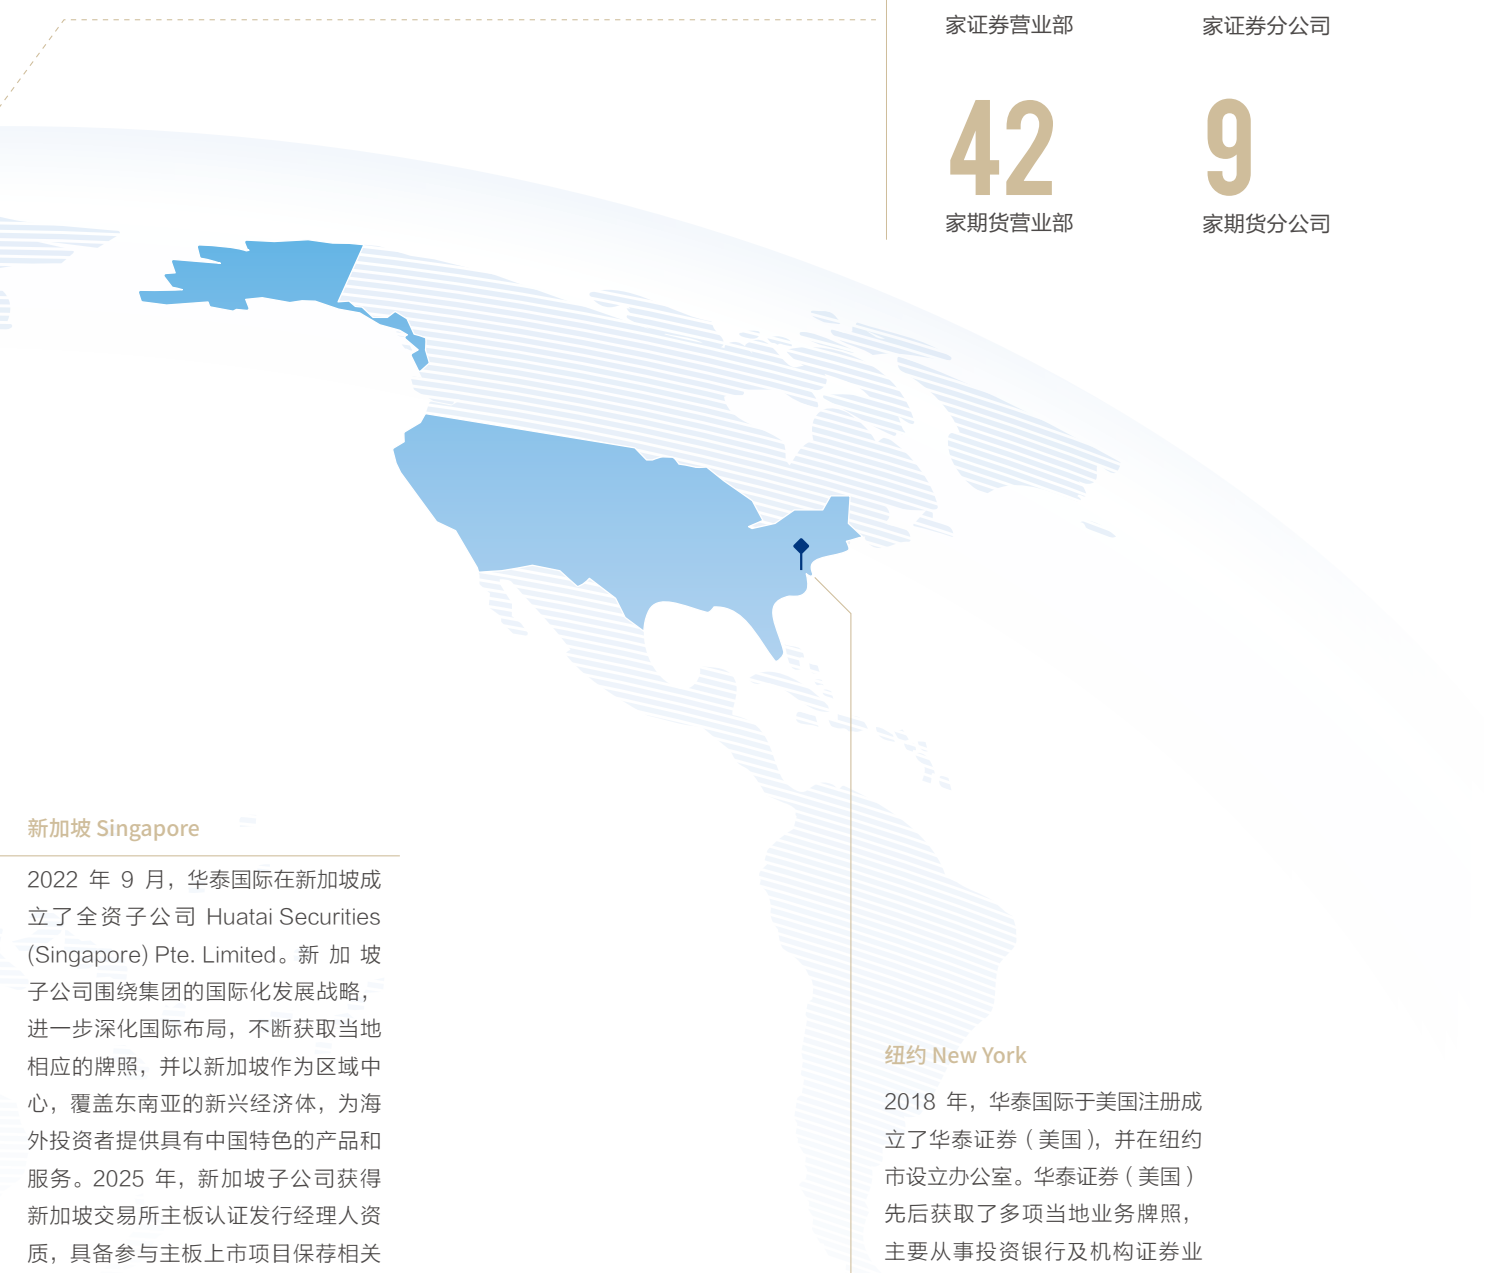 家证券营业部 家证券分公司
42 9
家期货营业部 家期货分公司
新加坡 Singapore
2022 年 9 月，华泰国际在新加坡成
立了全资子公司 Huatai Securities
(Singapore) Pte. Limited。新加坡
子公司围绕集团的国际化发展战略，
进一步深化国际布局，不断获取当地
相应的牌照，并以新加坡作为区域中
心，覆盖东南亚的新兴经济体，为海
外投资者提供具有中国特色的产品和
服务。2025 年，新加坡子公司获得
新加坡交易所主板认证发行经理人资
质，具备参与主板上市项目保荐相关
纽约 New York
2018 年，华泰国际于美国注册成
立了华泰证券（美国），并在纽约
市设立办公室。华泰证券（美国）
先后获取了多项当地业务牌照，
主要从事投资银行及机构证券业